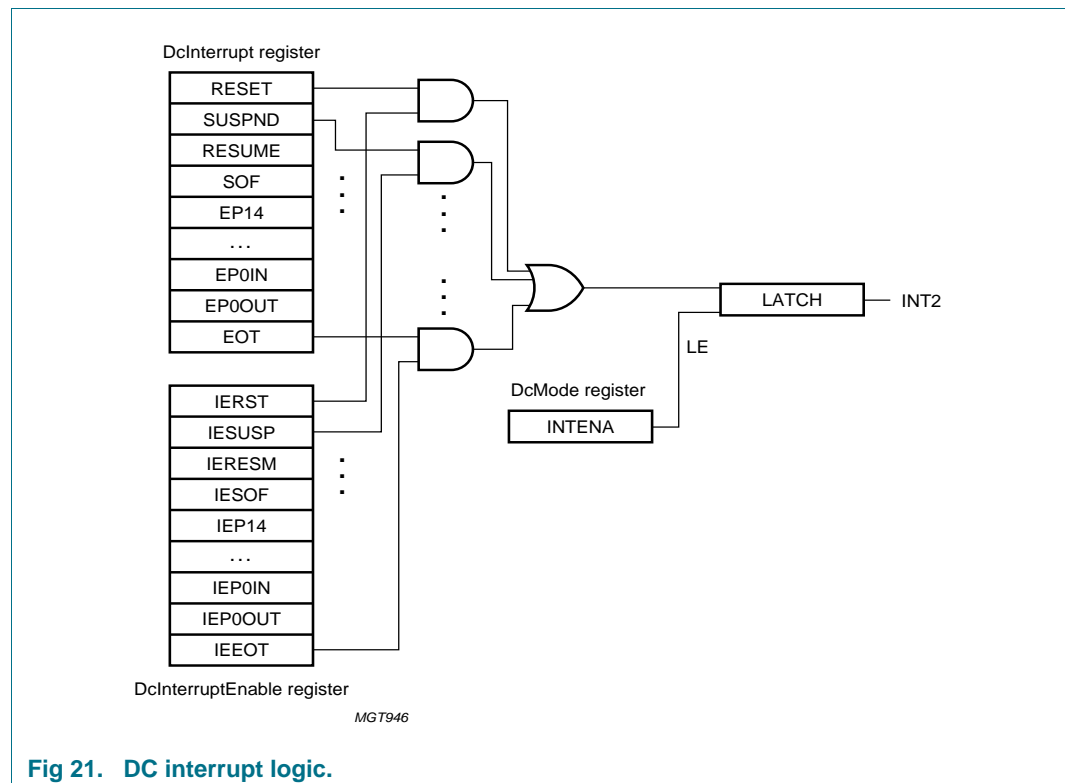 DcInterrupt register
RESET
SUSPND
RESUME
SOF
EP14
...
EP0IN
EP0OUT
EOT
IERST
IESUSP
IERESM
IESOF
IEP14
...
IEP0IN
IEP0OUT
IEEOT
DcInterruptEnable register
DcMode register
INTENA
LE
LATCH
INT2
MGT946
Fig 21. DC interrupt logic.